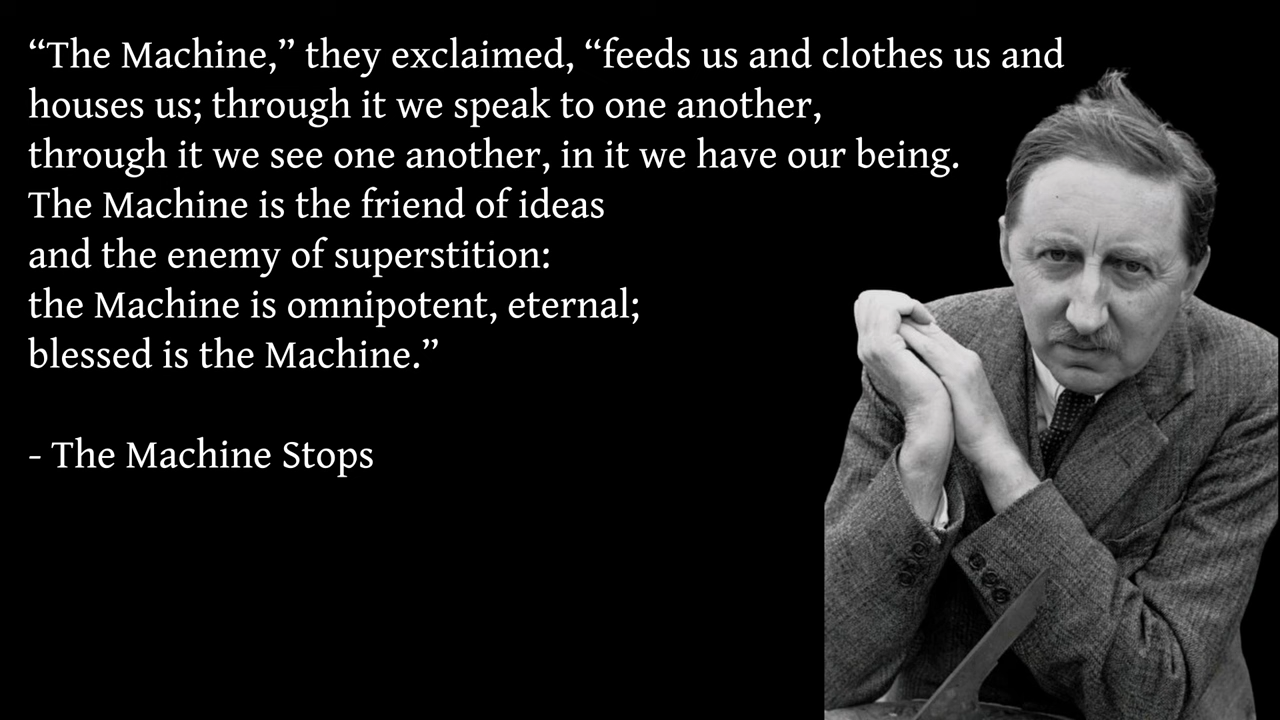 “The Machine,” they exclaimed, “feeds us and clothes us and
houses us; through it we speak to one another,
through it we see one another, in it we have our being.
The Machine is the friend of ideas
and the enemy of superstition:
the Machine is omnipotent, eternal;
blessed is the Machine.”
- The Machine Stops